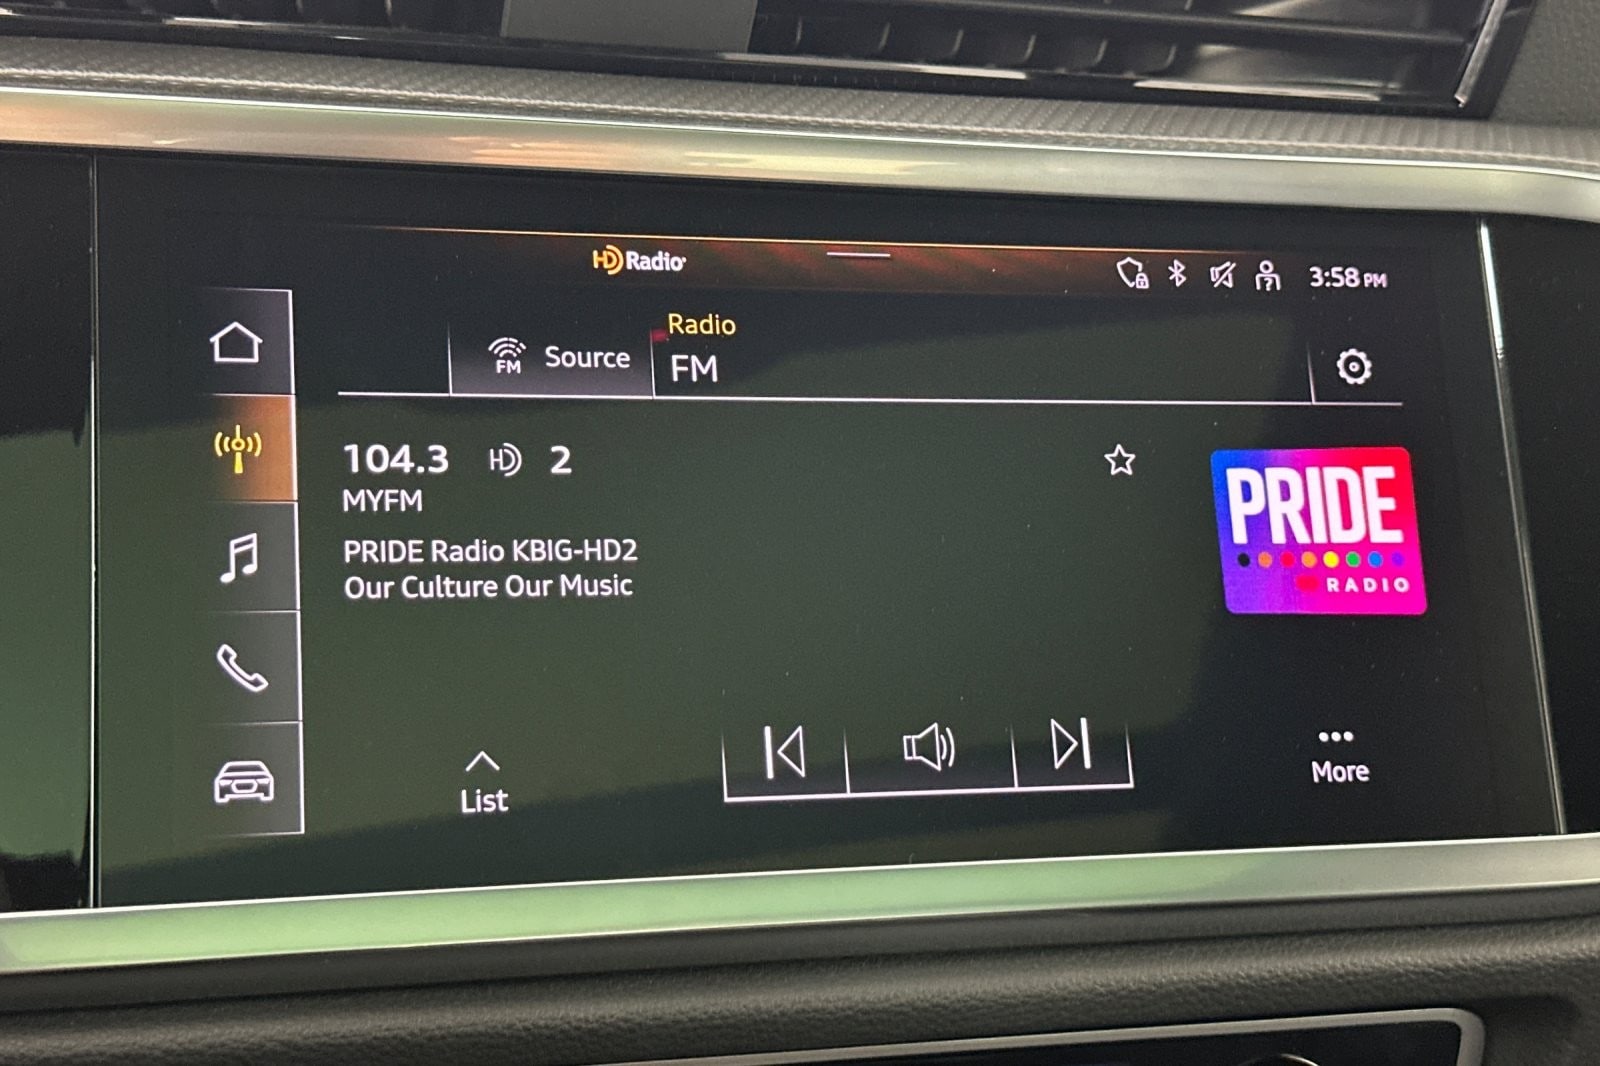 HD Radio
3:58 PM
FM
Source
Radio
FM
104.3 HD 2
MYFM
PRIDE Radio KBIG-HD2
Our Culture Our Music
PRIDE
RADIO
List
More